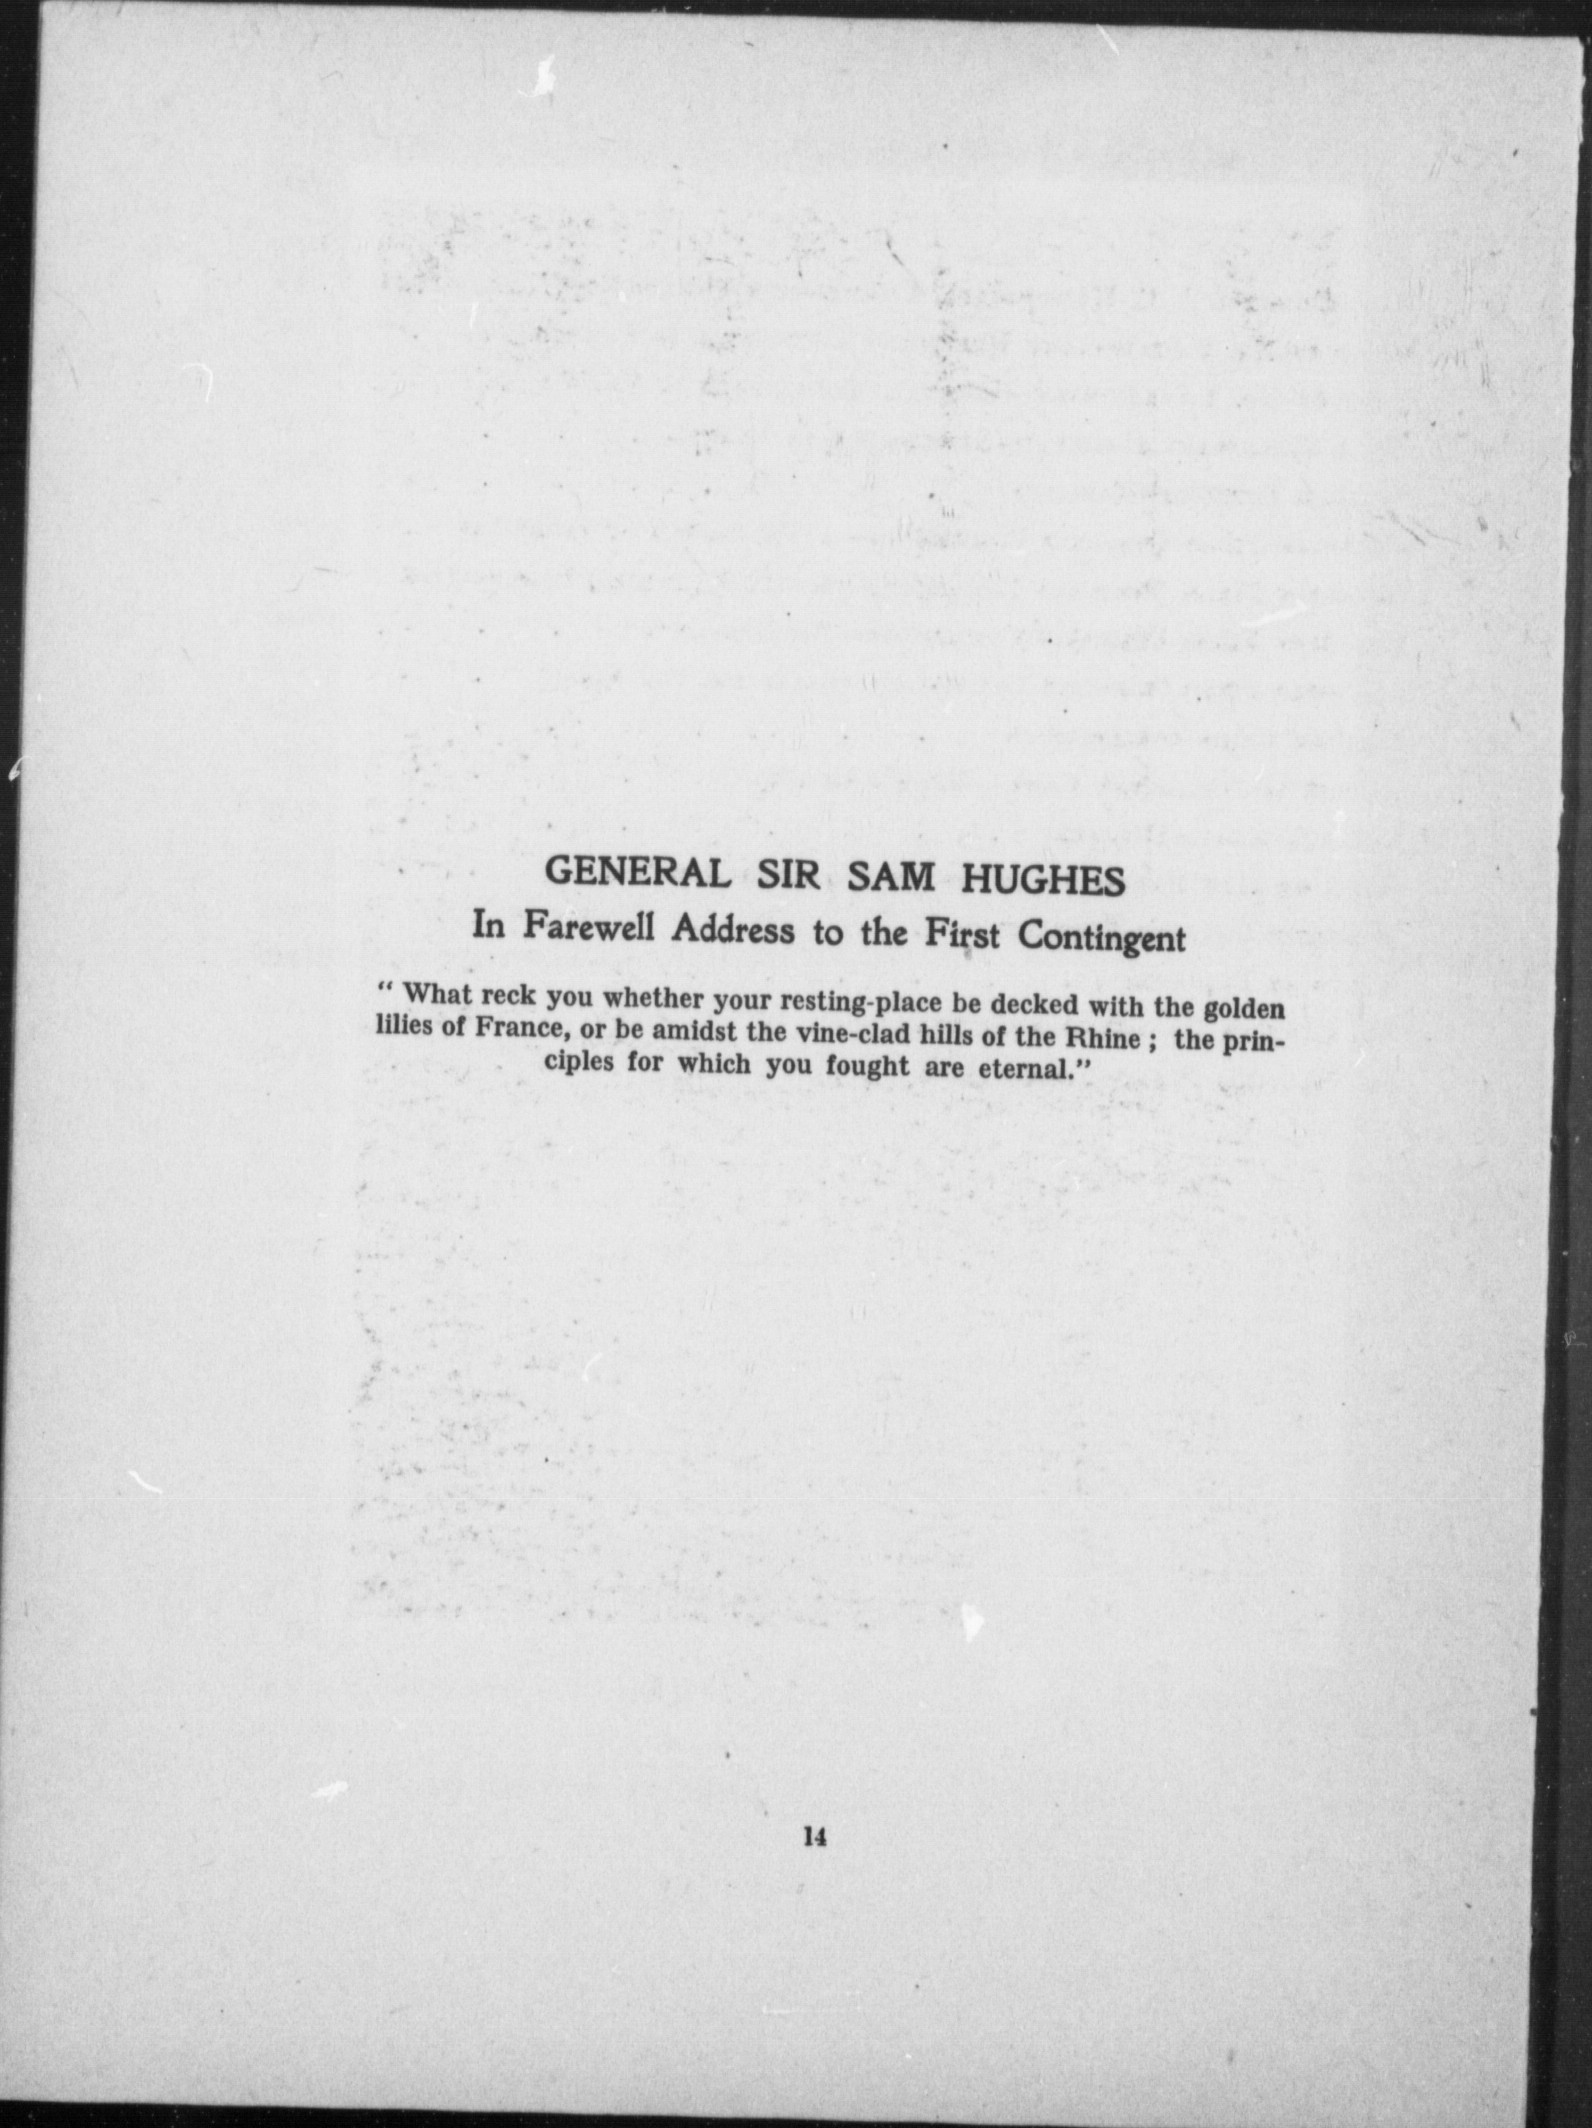 GENERAL SIR SAM HUGHES
In Farewell Address to the First Contingent
“ What reck you whether your resting-place be decked with the golden
lilies of France, or be amidst the vine-clad hills of the Rhine ; the prin-
ciples for which you fought are eternal.”
14